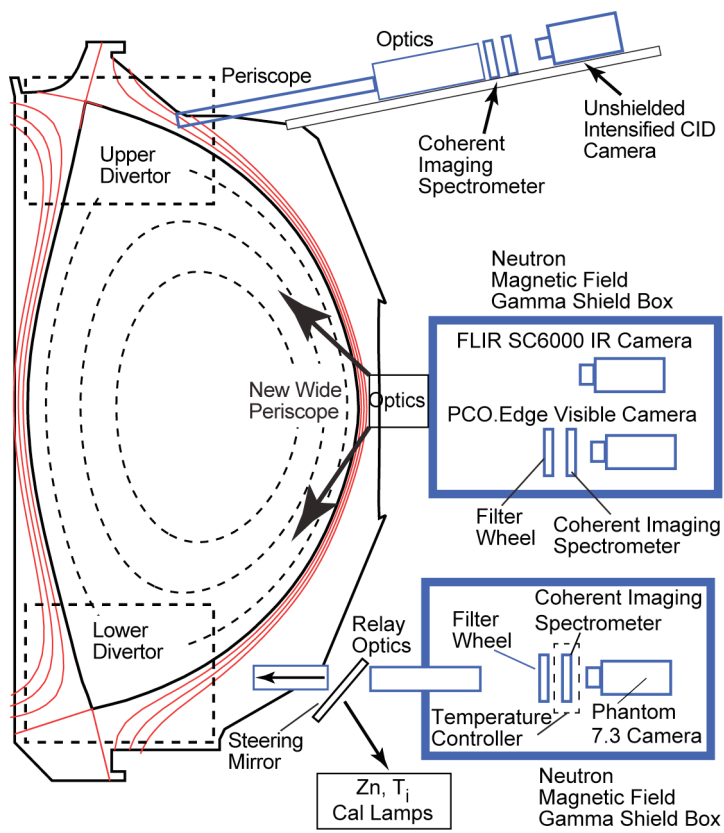 Optics
Periscope
Unshielded
Intensified CID
Camera
Coherent
Imaging
Spectrometer
Upper
Divertor
Neutron
Magnetic Field
Gamma Shield Box
FLIR SC6000 IR Camera
New Wide
Periscope
Optics
PCO.Edge Visible Camera
Filter
Wheel
Coherent Imaging
Spectrometer
Lower
Divertor
Relay
Optics
Filter
Wheel
Coherent Imaging
Spectrometer
Temperature
Controller
Phantom
7.3 Camera
Steering
Mirror
Zn, Ti
Cal Lamps
Neutron
Magnetic Field
Gamma Shield Box